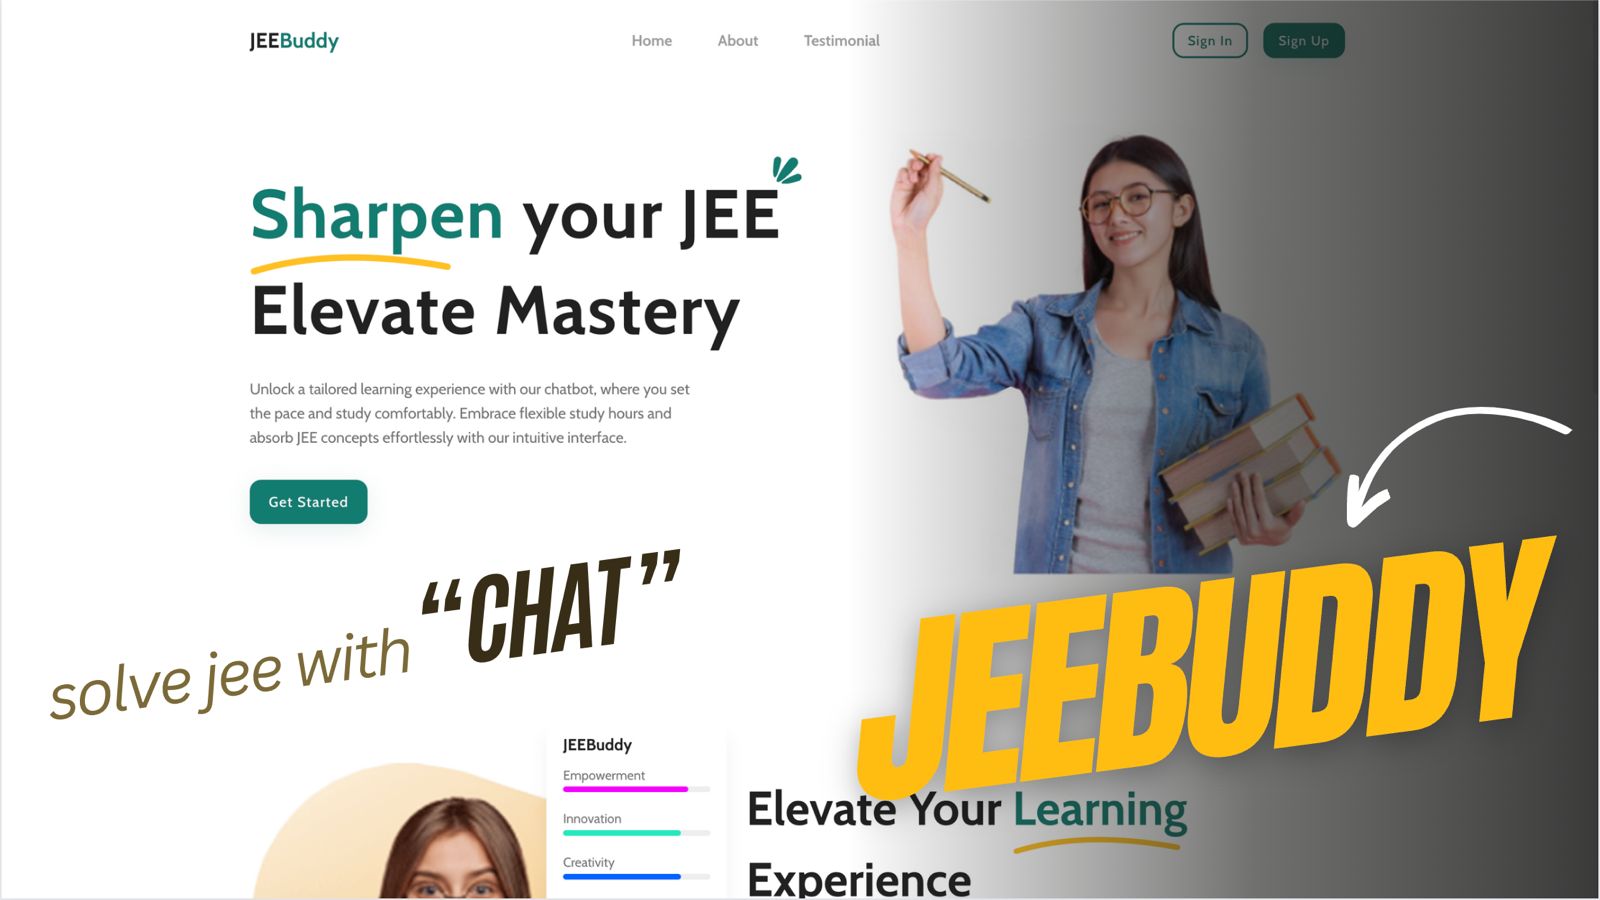 JEEBuddy
Home About Testimonial
Sign In Sign Up
Sharpen your JEE
Elevate Mastery
Unlock a tailored learning experience with our chatbot, where you set
the pace and study comfortably. Embrace flexible study hours and
absorb JEE concepts effortlessly with our intuitive interface.
Get Started
solve jee with “CHAT”
JEEBUDDY
JEEBuddy
Empowerment
Innovation
Creativity
Elevate Your Learning
Experience